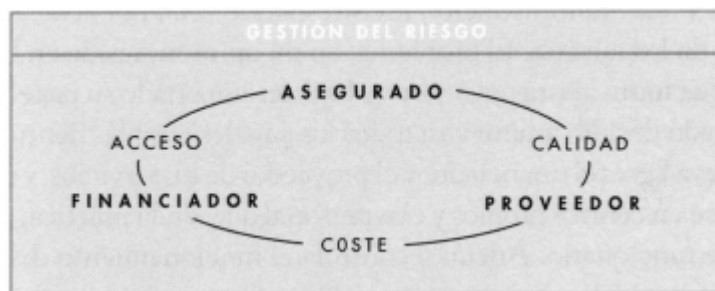 GESTIÓN DEL RIESGO
ASEGURADO
ACCESO CALIDAD
FINANCIADOR PROVEEDOR
COSTE